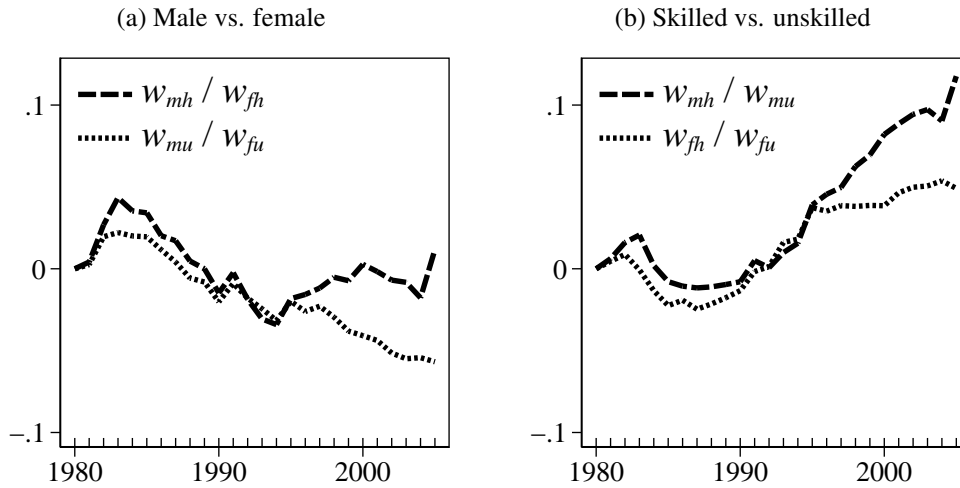 (a) Male vs. female
.1
w_mh / w_fh
w_mu / w_fu
0
–.1
1980 1990 2000
(b) Skilled vs. unskilled
.1
w_mh / w_mu
w_fh / w_fu
0
–.1
1980 1990 2000